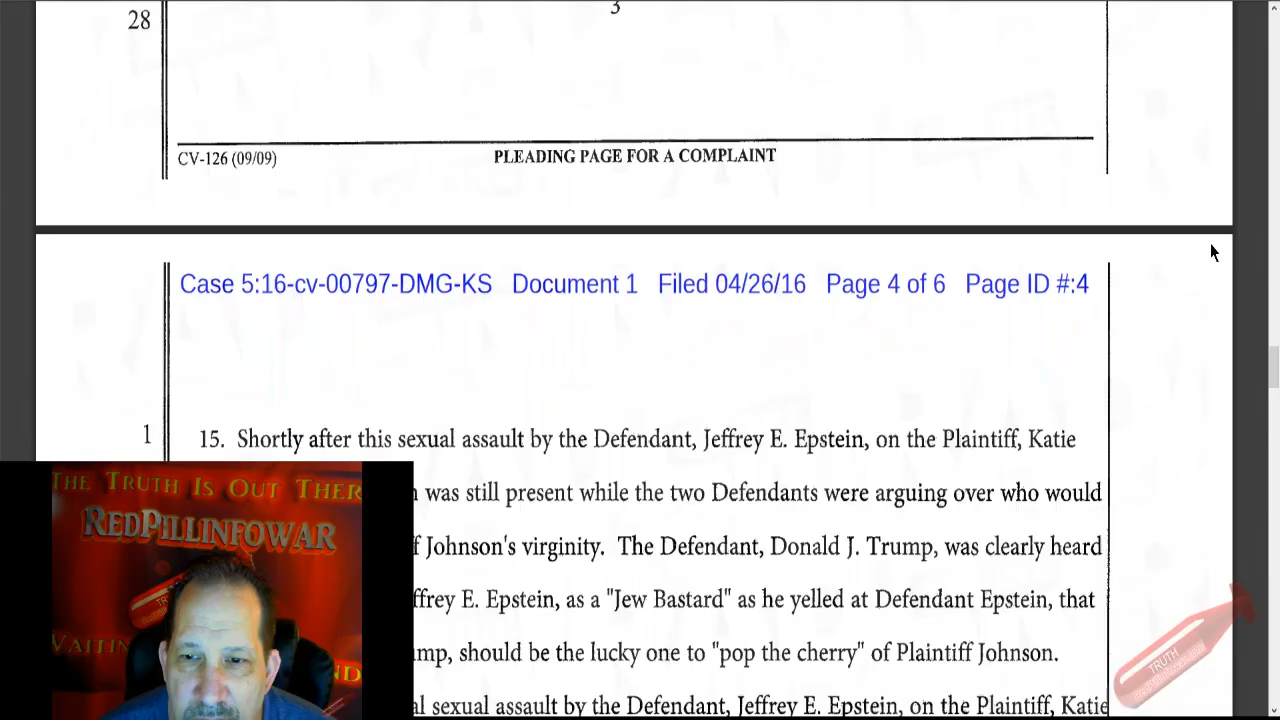 28
3
CV-126 (09/09)
PLEADING PAGE FOR A COMPLAINT
Case 5:16-cv-00797-DMG-KS Document 1 Filed 04/26/16 Page 4 of 6 Page ID #:4
1 15. Shortly after this sexual assault by the Defendant, Jeffrey E. Epstein, on the Plaintiff, Katie
was still present while the two Defendants were arguing over who would
f Johnson's virginity. The Defendant, Donald J. Trump, was clearly heard
ffrey E. Epstein, as a "Jew Bastard" as he yelled at Defendant Epstein, that
ump, should be the lucky one to "pop the cherry" of Plaintiff Johnson.
al sexual assault by the Defendant, Jeffrey E. Epstein, on the Plaintiff, Katie
THE TRUTH IS OUT THER
REDPILLINFOWAR
WAITIN
ND
TRUTH